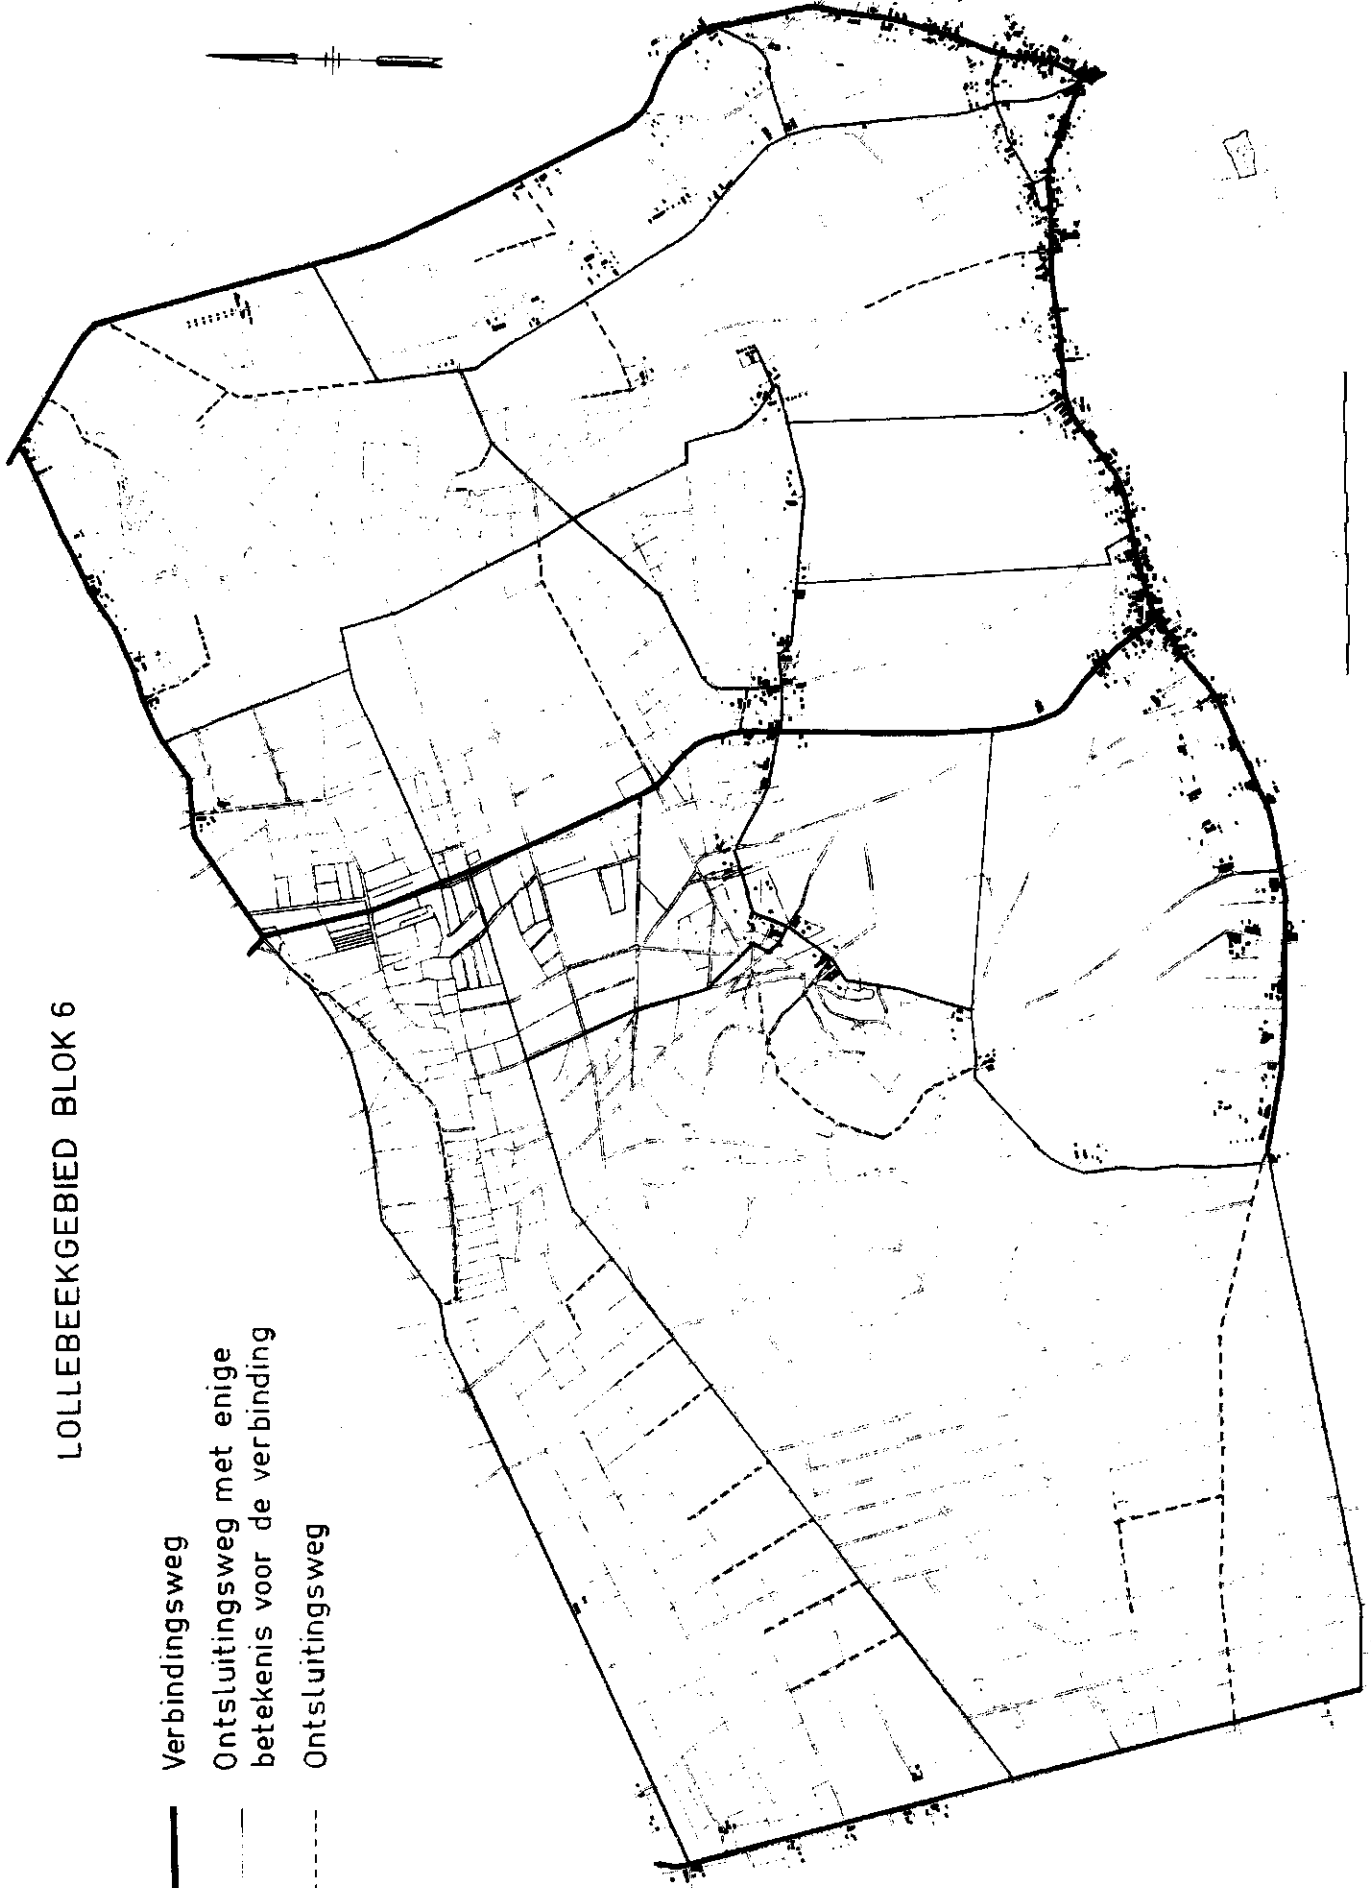 LOLLEBEEKGEBIED BLOK 6
Verbindingsweg
Ontsluitingsweg met enige
betekenis voor de verbinding
Ontsluitingsweg